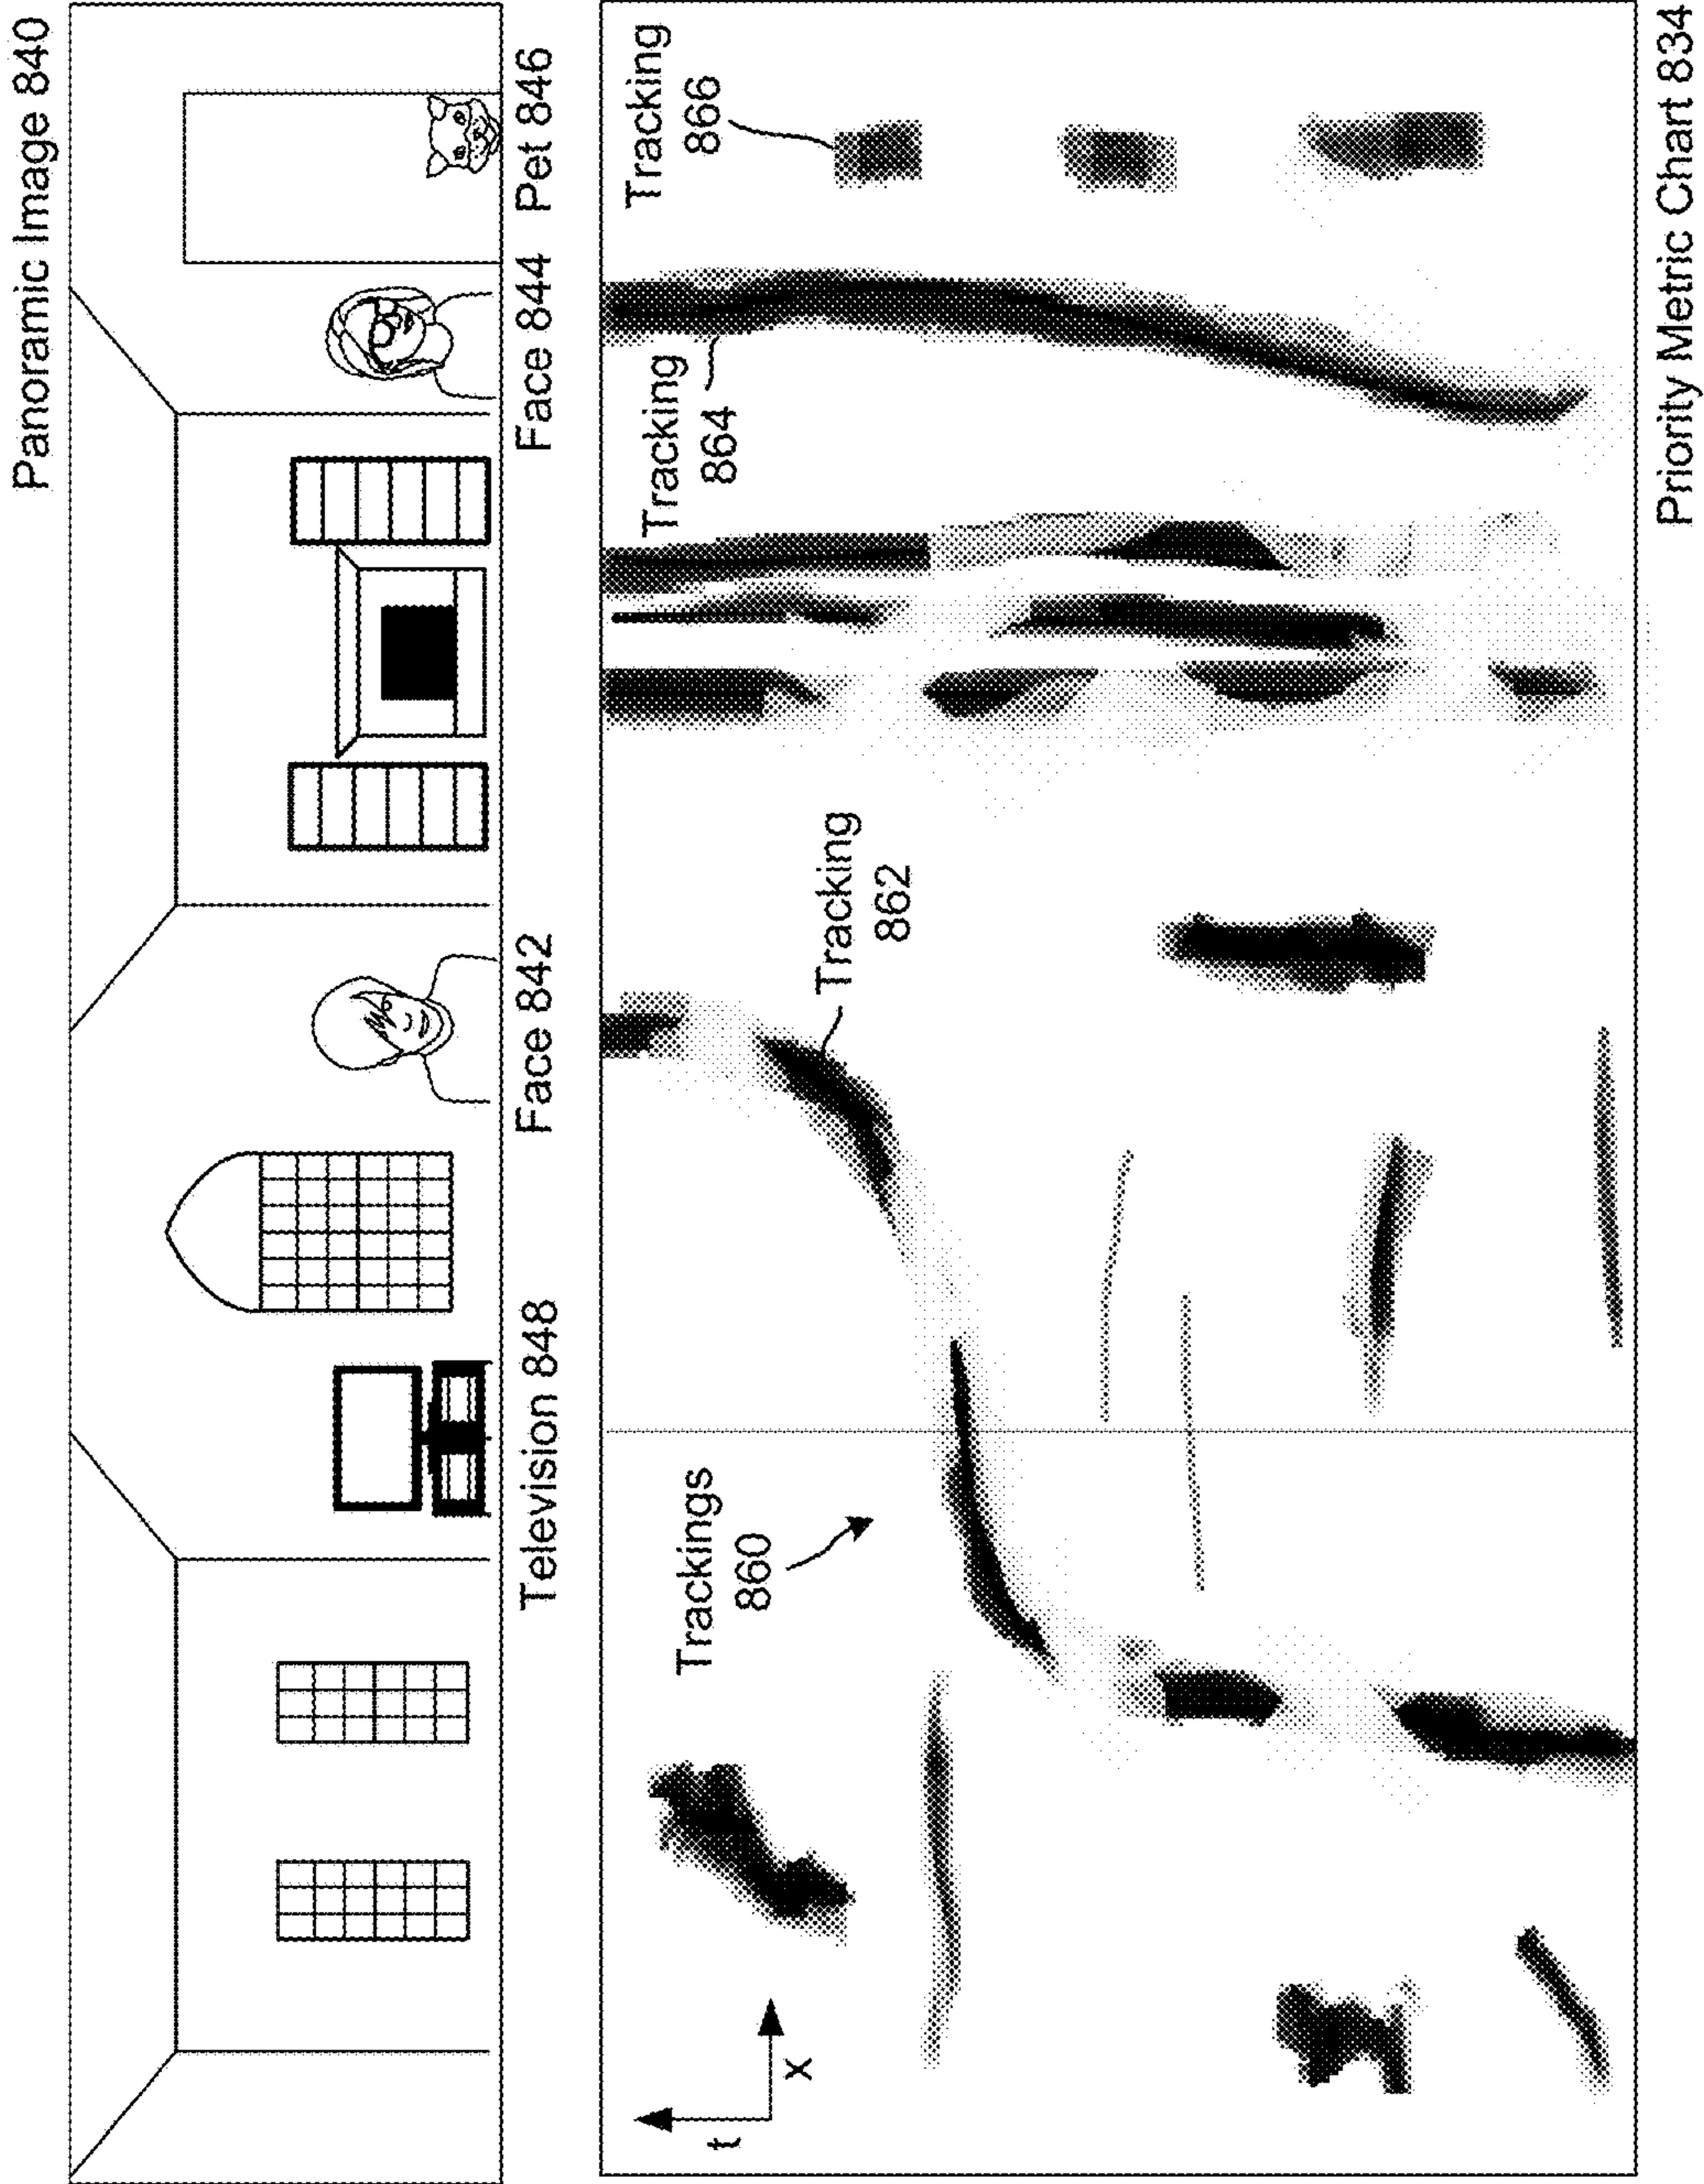 Panoramic Image 840
Television 848
Face 842
Face 844
Pet 846
Trackings
860
Tracking
862
Tracking
864
Tracking
866
t
x
Priority Metric Chart 834